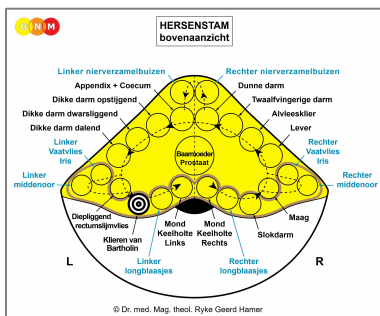 NNM
HERSENSTAM
bovenaanzicht
Linker nierverzamelbuizen
Rechter nierverzamelbuizen
Appendix + Coecum
Dunne darm
Dikke darm opstijgend
Twaalfvingerige darm
Dikke darm dwarsliggend
Alvleesklier
Dikke darm dalend
Lever
Linker
Vaatvlies
Iris
Rechter
Vaatvlies
Iris
Baarmoeder
Prostaat
Linker
middenoor
Rechter
middenoor
Diepliggend
rectumslijmvlies
Mond
Keelholte
Links
Mond
Keelholte
Rechts
Maag
Slokdarm
Klieren van
Bartholin
Linker
longblaasjes
Rechter
longblaasjes
L
R
© Dr. med. Mag. theol. Ryke Geerd Hamer